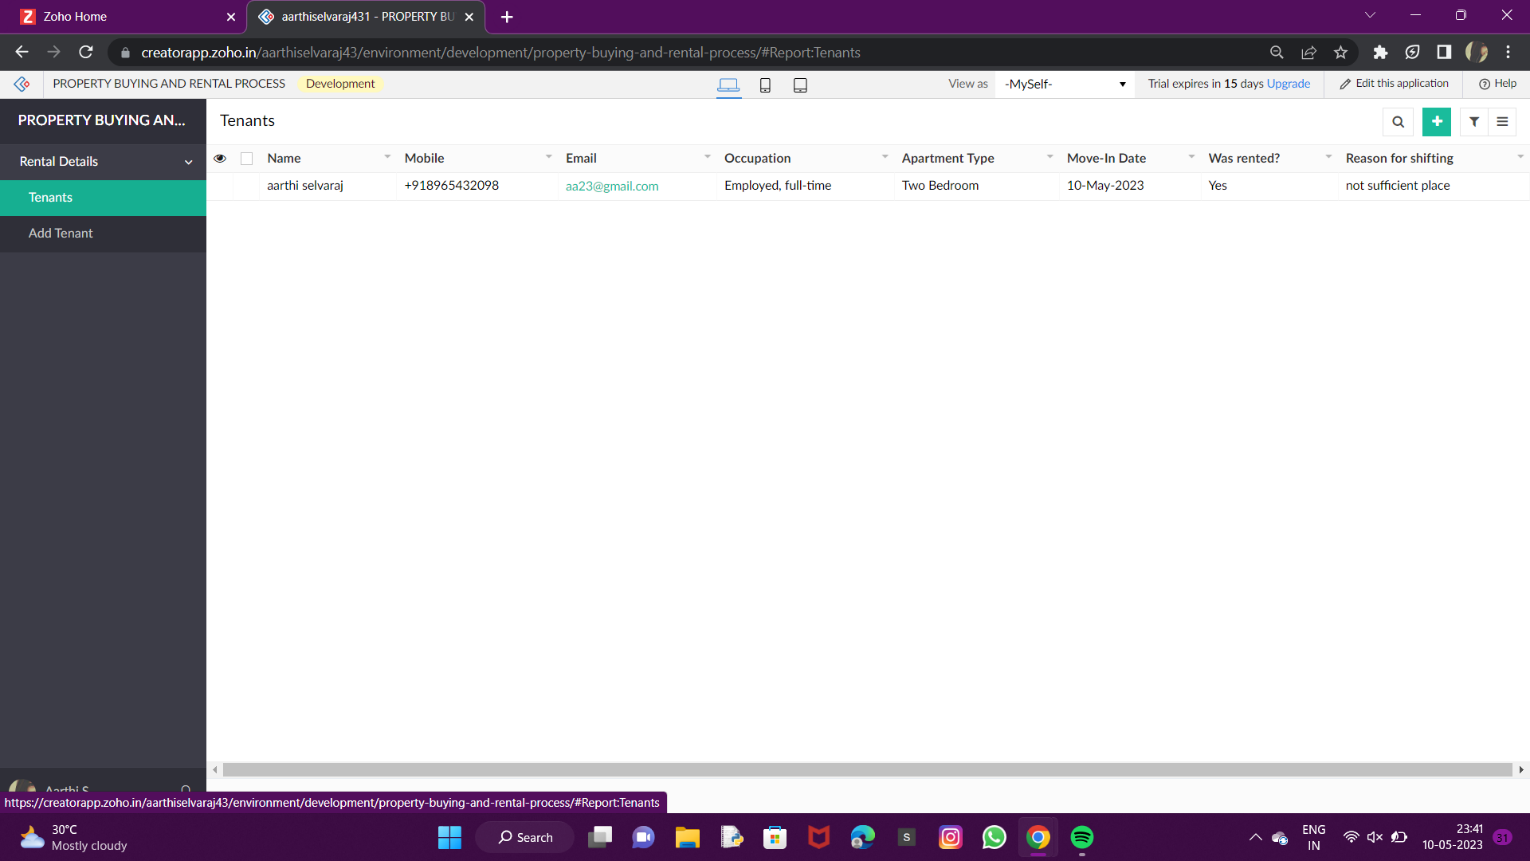 Zoho Home
aarthiselvaraj431 - PROPERTY BU
creatorapp.zoho.in/aarthiselvaraj43/environment/development/property-buying-and-rental-process/#Report:Tenants
PROPERTY BUYING AND RENTAL PROCESS Development View as -MySelf- Trial expires in 15 days Upgrade Edit this application Help
PROPERTY BUYING AN...
Tenants
Rental Details
Tenants
Add Tenant
Name Mobile Email Occupation Apartment Type Move-In Date Was rented? Reason for shifting
aarthi selvaraj +918965432098 aa23@gmail.com Employed, full-time Two Bedroom 10-May-2023 Yes not sufficient place
Aarthi S
https://creatorapp.zoho.in/aarthiselvaraj43/environment/development/property-buying-and-rental-process/#Report:Tenants
30°C
Mostly cloudy
Search
S
ENG
IN
23:41
10-05-2023
31